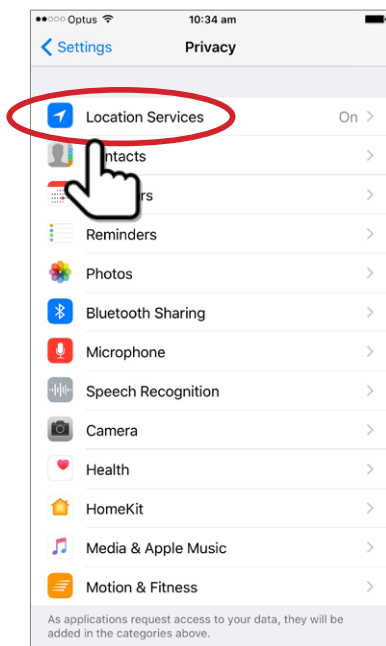 Optus 10:34 am
Settings Privacy
Location Services On
rs
Reminders
Photos
Bluetooth Sharing
Microphone
Speech Recognition
Camera
Health
HomeKit
Media & Apple Music
Motion & Fitness
As applications request access to your data, they will be
added in the categories above.